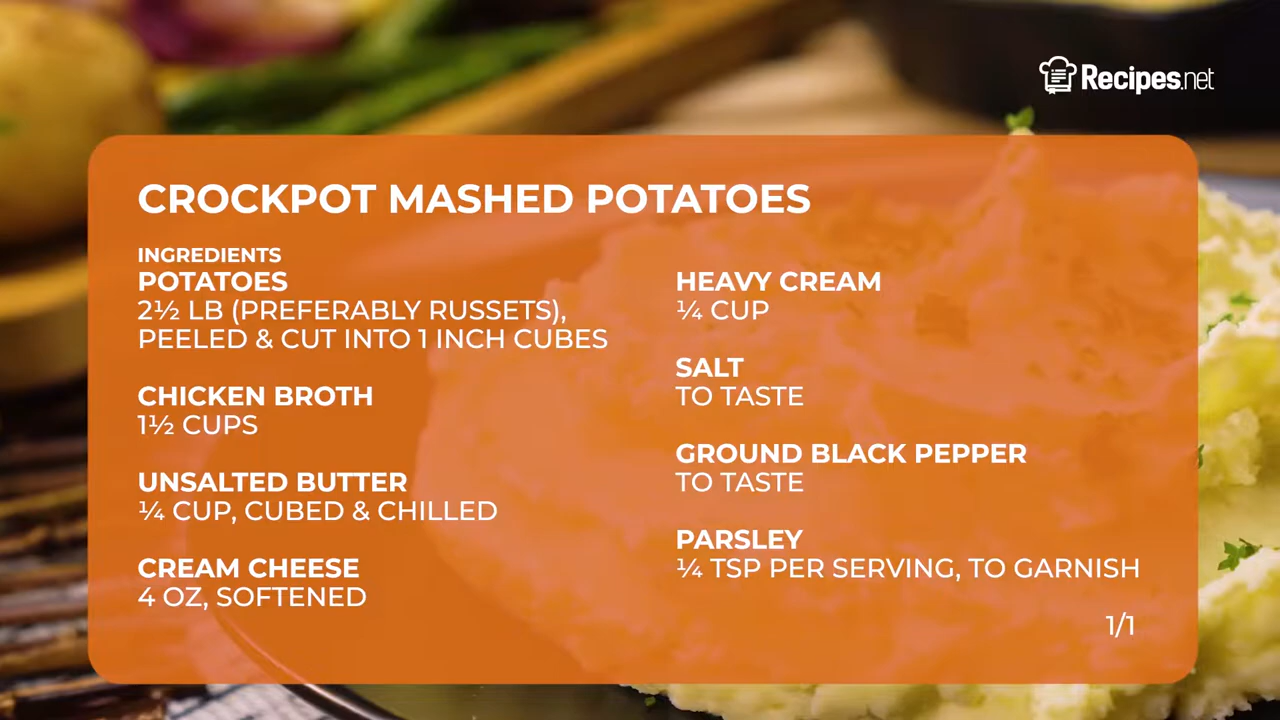 Recipes.net
CROCKPOT MASHED POTATOES
INGREDIENTS
POTATOES
2½ LB (PREFERABLY RUSSETS),
PEELED & CUT INTO 1 INCH CUBES
CHICKEN BROTH
1½ CUPS
UNSALTED BUTTER
¼ CUP, CUBED & CHILLED
CREAM CHEESE
4 OZ, SOFTENED
HEAVY CREAM
¼ CUP
SALT
TO TASTE
GROUND BLACK PEPPER
TO TASTE
PARSLEY
¼ TSP PER SERVING, TO GARNISH
1/1